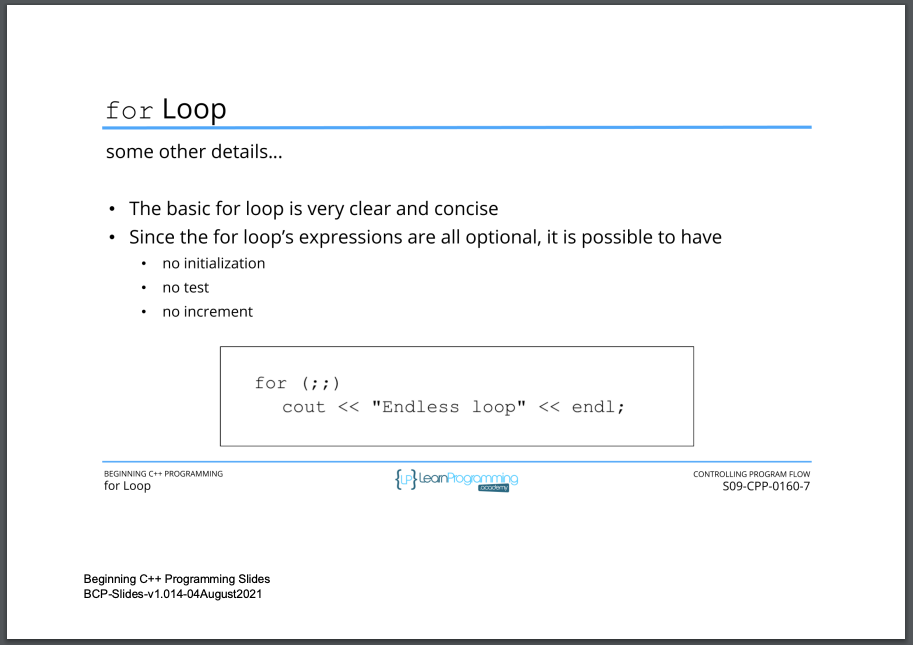 for Loop
some other details...
• The basic for loop is very clear and concise
• Since the for loop’s expressions are all optional, it is possible to have
• no initialization
• no test
• no increment
for (;;)
cout << "Endless loop" << endl;
BEGINNING C++ PROGRAMMING
for Loop
{LP} LearnProgramming
academy
CONTROLLING PROGRAM FLOW
S09-CPP-0160-7
Beginning C++ Programming Slides
BCP-Slides-v1.014-04August2021